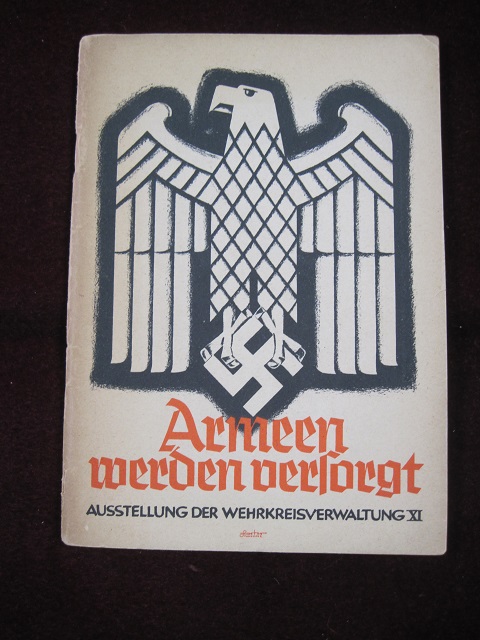 Armeen
werden versorgt
AUSSTELLUNG DER WEHRKREISVERWALTUNG XI